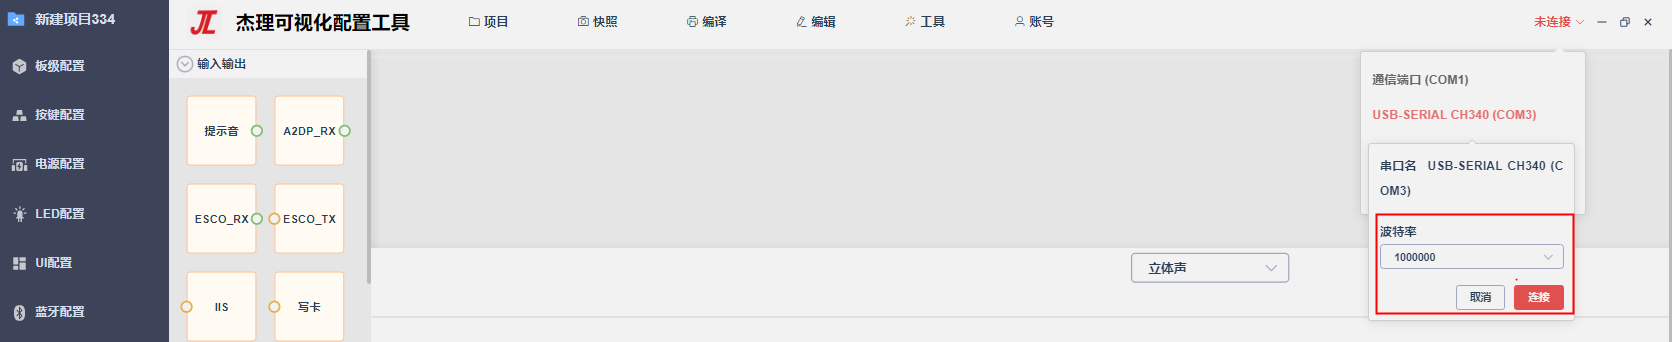 新建项目334
板级配置
按键配置
电源配置
LED配置
UI配置
蓝牙配置
JL 杰理可视化配置工具 项目 快照 编译 编辑 工具 账号 未连接
输入输出
提示音 A2DP_RX
ESCO_RX ESCO_TX
IIS 写卡
立体声
通信端口 (COM1)
USB-SERIAL CH340 (COM3)
串口名 USB-SERIAL CH340 (C
OM3)
波特率
1000000
取消 连接